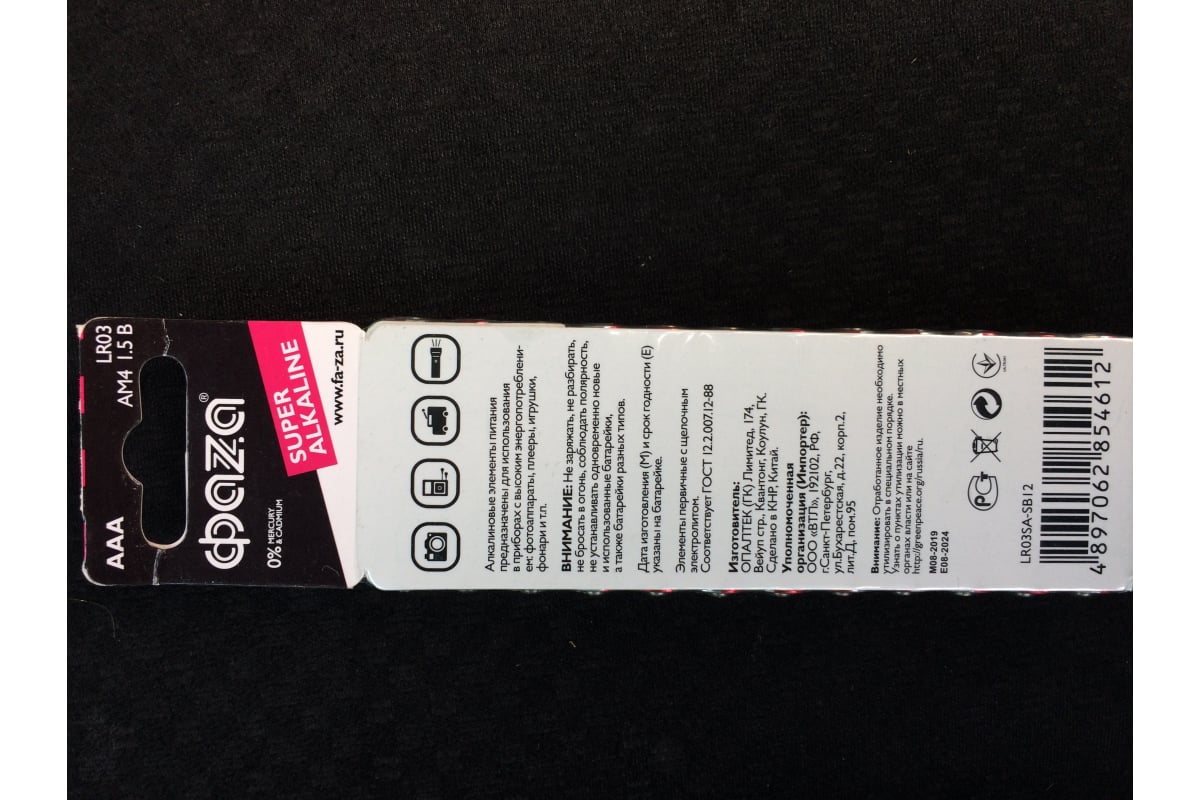 AAA LR03
AM4 1.5 В
фаzа®
0% MERCURY
& CADMIUM
SUPER
ALKALINE
www.fa-za.ru
Алкалиновые элементы питания
предназначены для использования
в приборах с высоким энергопотреблени-
ем: фотоаппараты, плееры, игрушки,
фонари и т.п.
ВНИМАНИЕ: Не заряжать, не разбирать,
не бросать в огонь, соблюдать полярность,
не устанавливать одновременно новые
и использованные батарейки,
а также батарейки разных типов.
Дата изготовления (М) и срок годности (Е)
указаны на батарейке.
Элементы первичные с щелочным
электролитом.
Соответствует ГОСТ 12.2.007.12-88
Изготовитель:
ОПАЛТЕК (ГК) Лимитед, 174,
Вейуп стр., Квантонг, Коулун, ГК.
Сделано в КНР, Китай.
Уполномоченная
организация (Импортер):
ООО «ВТЛ», 192102, РФ,
г.Санкт-Петербург,
ул.Бухарестская, д.22, корп.2,
лит-Д, пом.95
Внимание: Отработанное изделие необходимо
утилизировать в специальном порядке.
Узнать о пунктах утилизации можно в местных
органах власти или на сайте
http://greenpeace.org/russia/ru.
M08-2019
E08-2024
LR03SA-SB12
4 897062 854612